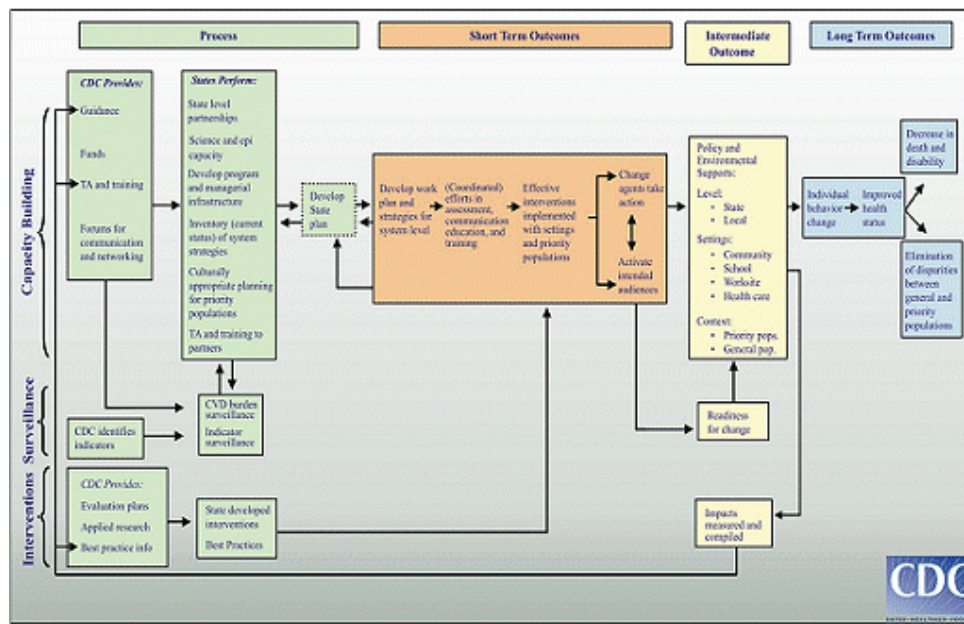 Process
Short Term Outcomes
Intermediate
Outcome
Long Term Outcomes
Capacity Building
CDC Provides:
Guidance
Funds
TA and training
Forums for
communication
and networking
States Perform:
State level
partnerships
Science and epi
capacity
Develop program
and managerial
infrastructure
Inventory (current
status) of system
strategies
Culturally
appropriate planning
for priority
populations
TA and training to
partners
Develop
State
plan
Develop work
plan and
strategies for
system level
(Coordinated)
efforts in
assessment,
communication
education, and
training
Effective
interventions
implemented
with settings
and priority
populations
Change
agents take
action
Activate
intended
audiences
Policy and
Environmental
Supports:
Level:
• State
• Local
Settings:
• Community
• School
• Worksite
• Health care
Context:
• Priority pops.
• General pop.
Individual
behavior
change
Improved
health
status
Decrease in
death and
disability
Elimination of
disparities
between
general and
priority
populations
Surveillance
CDC identifies
indicators
CVD burden
surveillance
Indicator
surveillance
Readiness
for change
Interventions
CDC Provides:
Evaluation plans
Applied research
Best practice info
State developed
interventions
Best Practices
Impacts
measured and
compiled
CDC